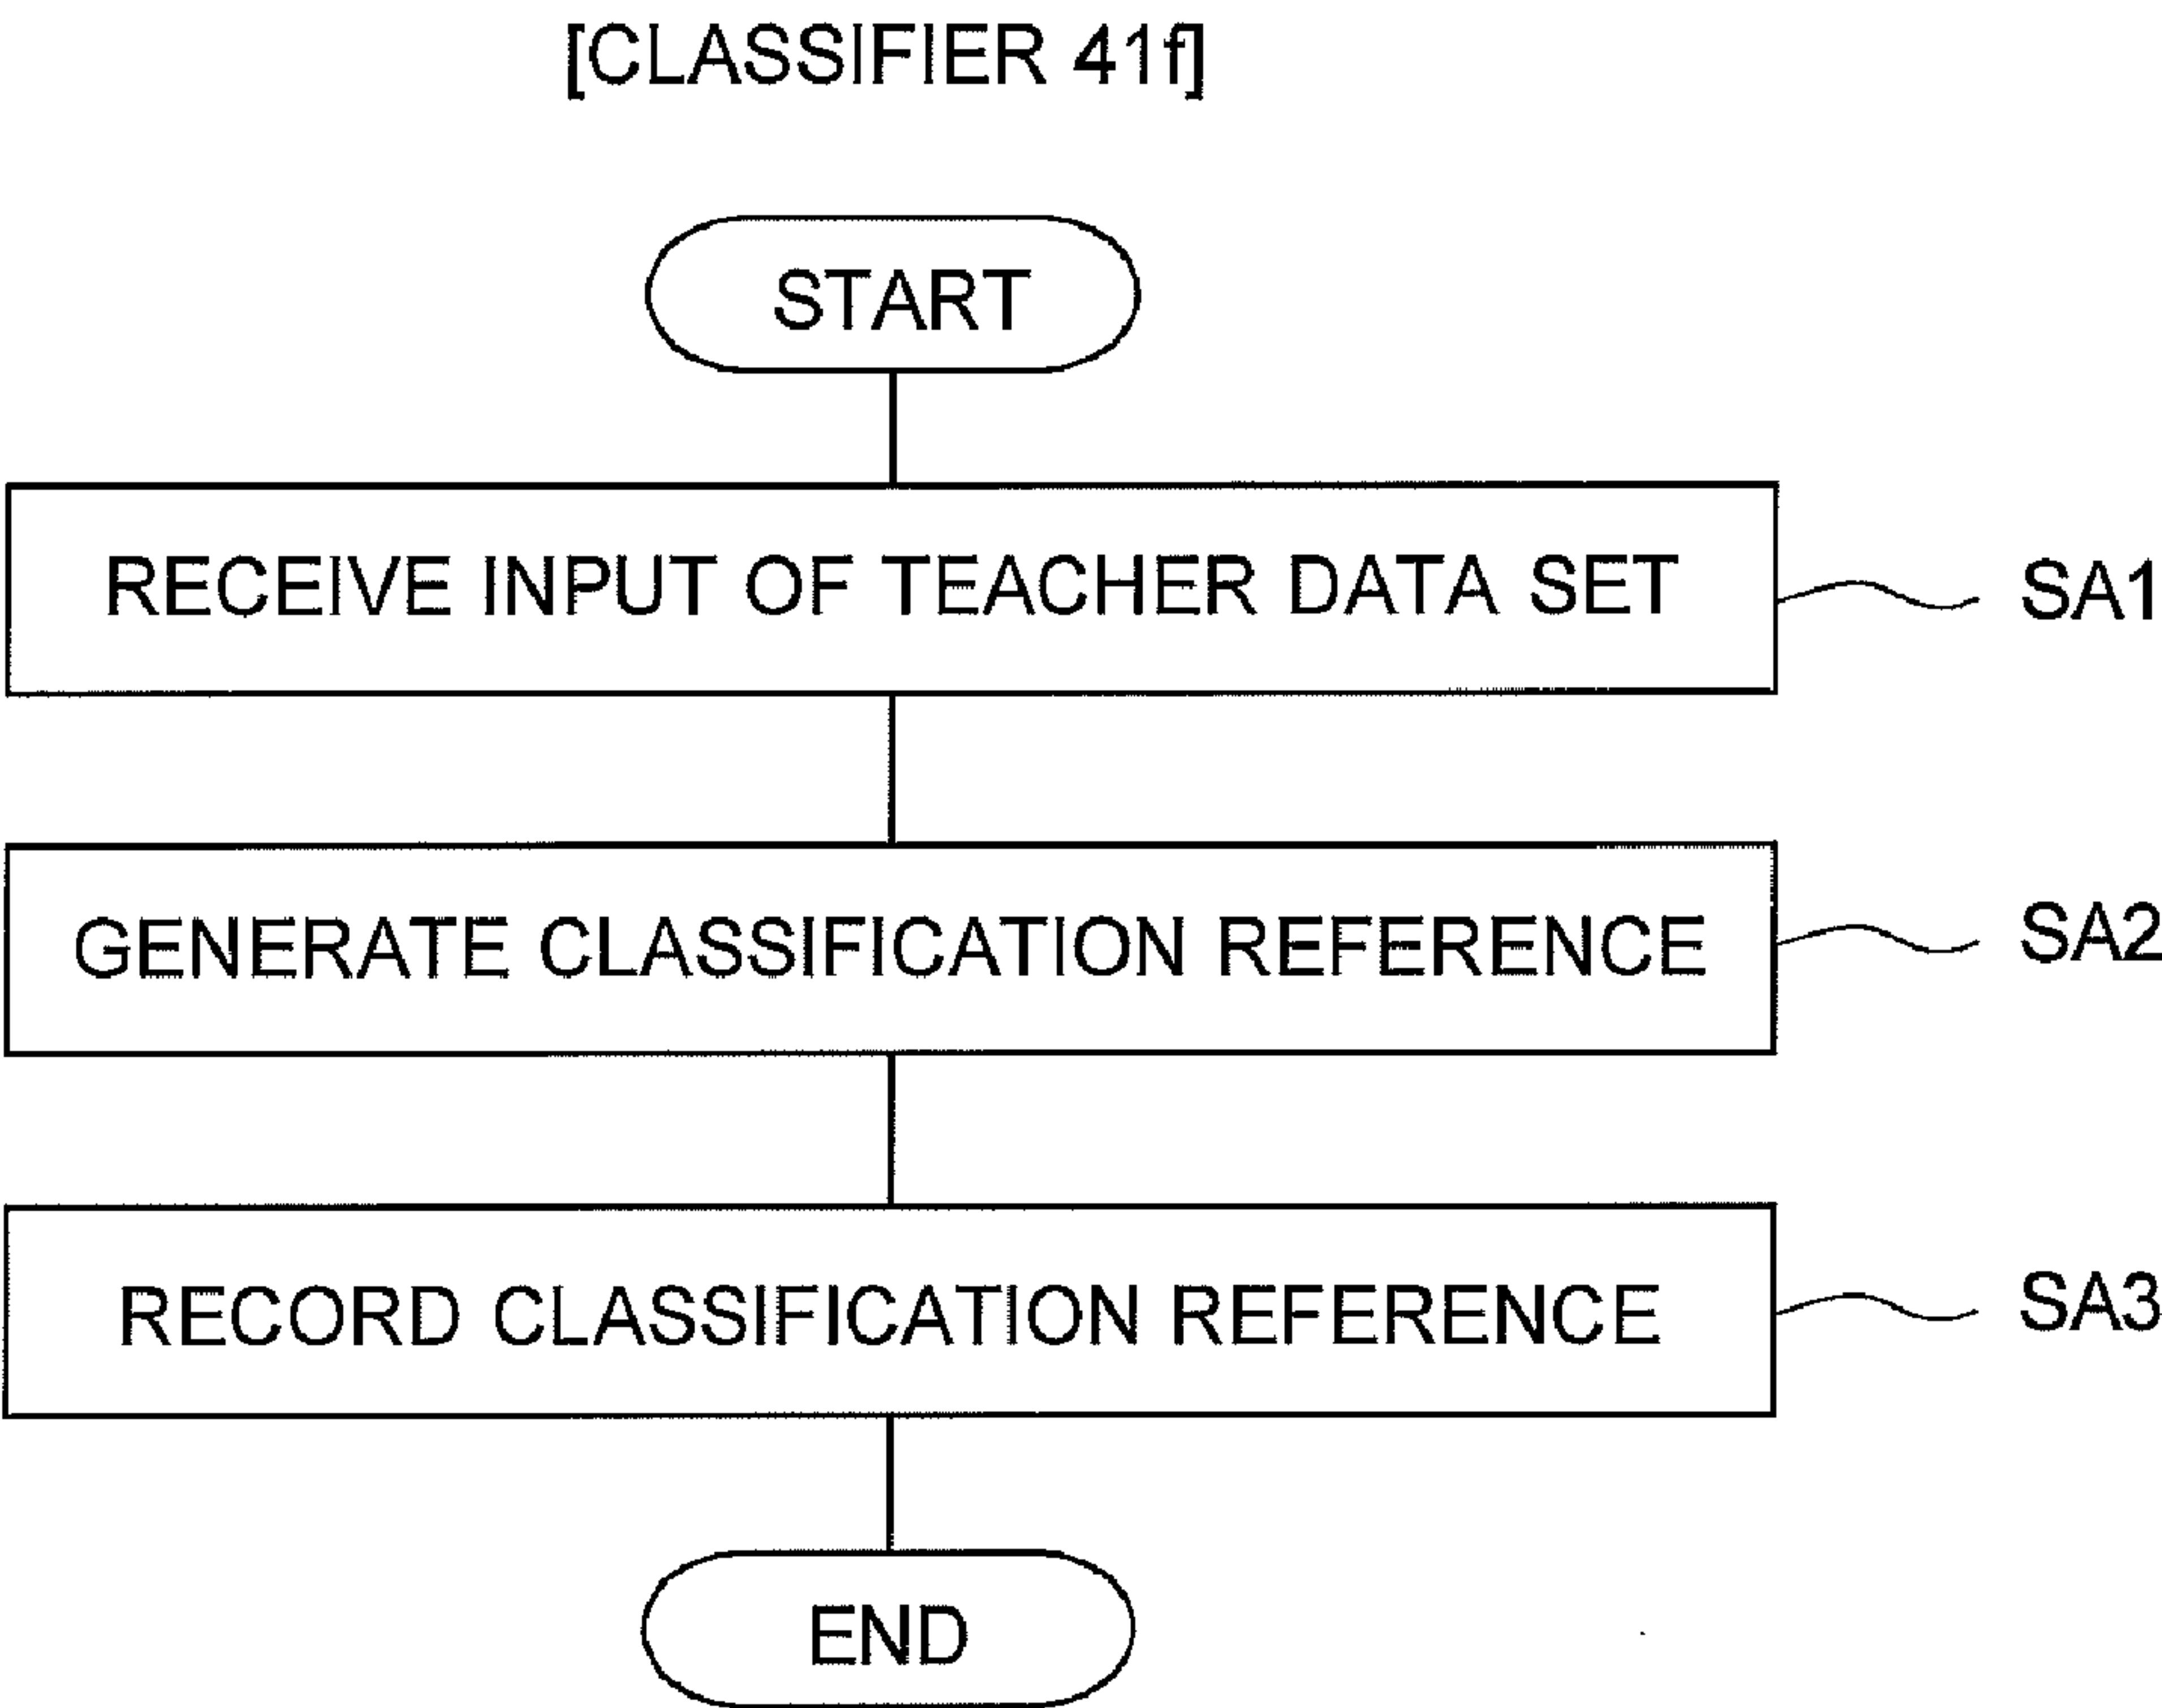 [CLASSIFIER 41f]
START
RECEIVE INPUT OF TEACHER DATA SET
SA1
GENERATE CLASSIFICATION REFERENCE
SA2
RECORD CLASSIFICATION REFERENCE
SA3
END